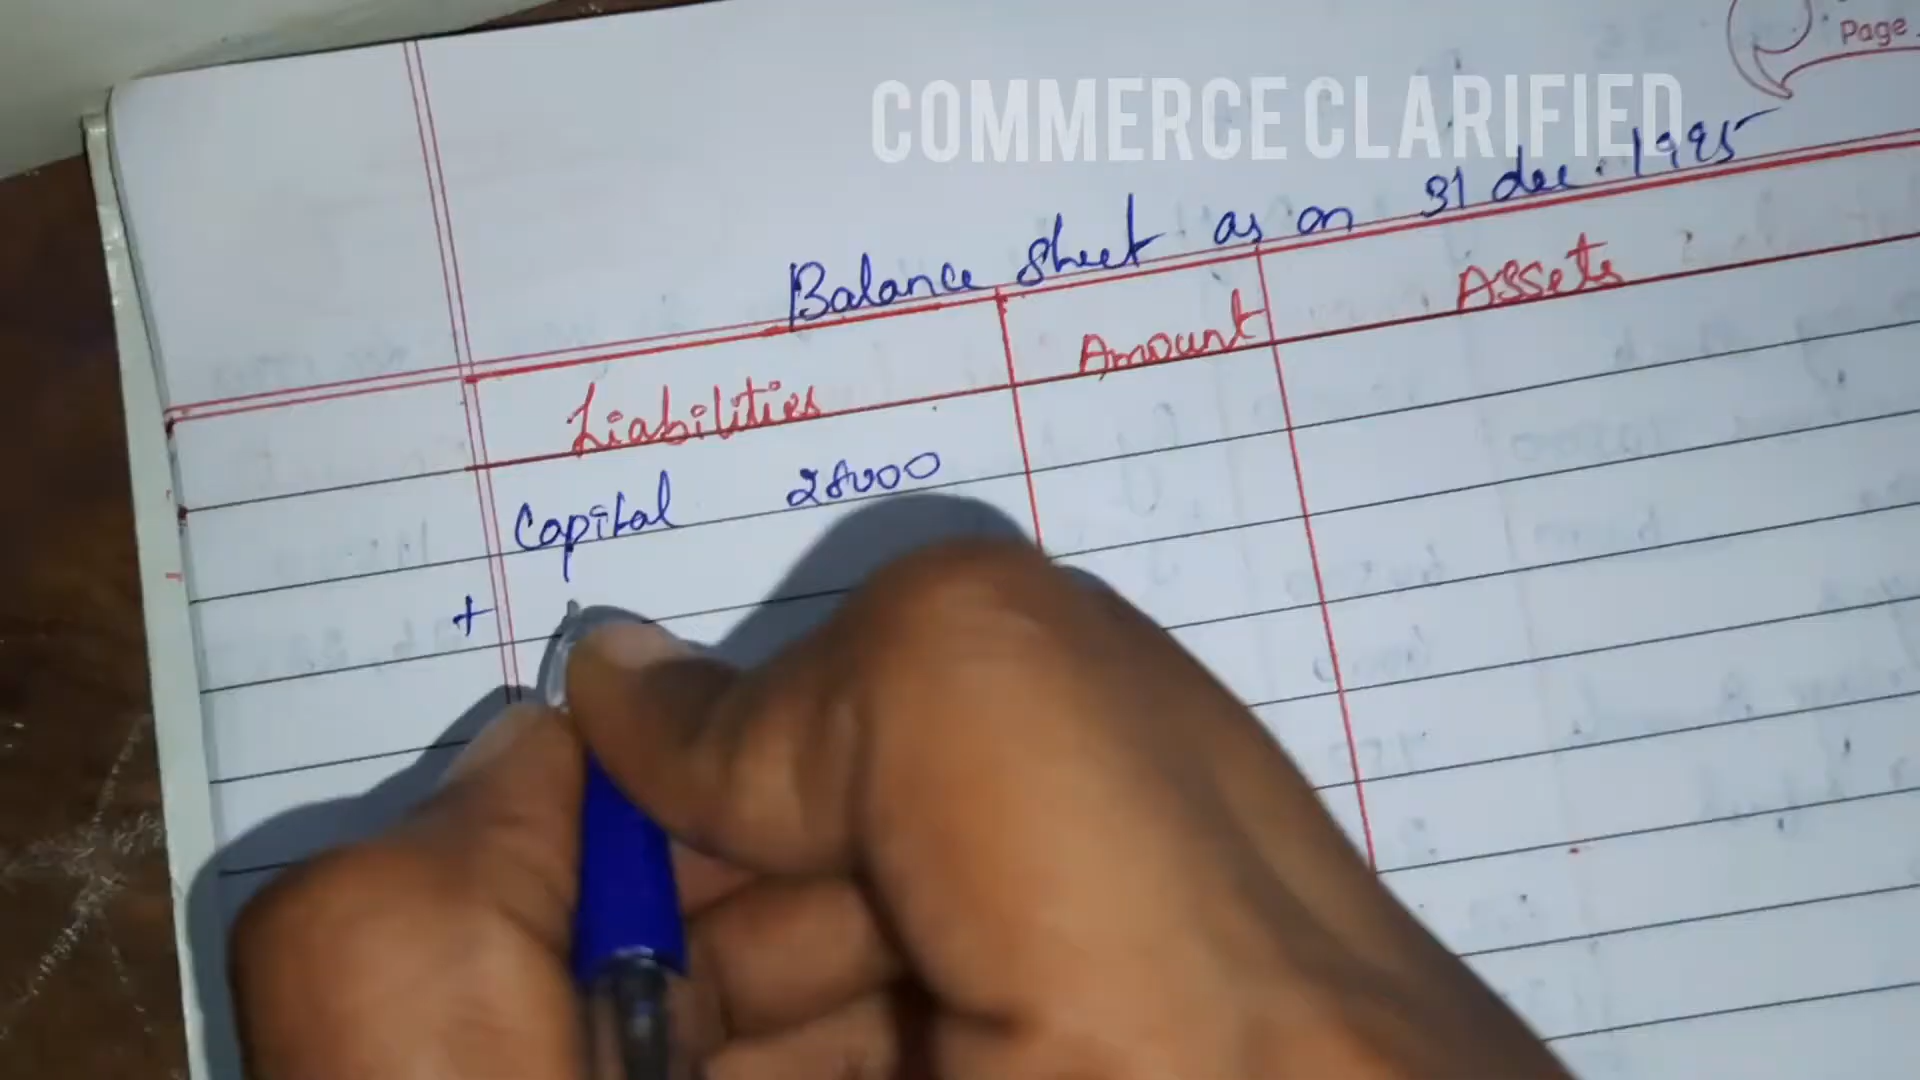 Page
COMMERCE CLARIFIED
Balance sheet as on 31 dec. 1995
Liabilities Amount Assets
Capital 28000
+